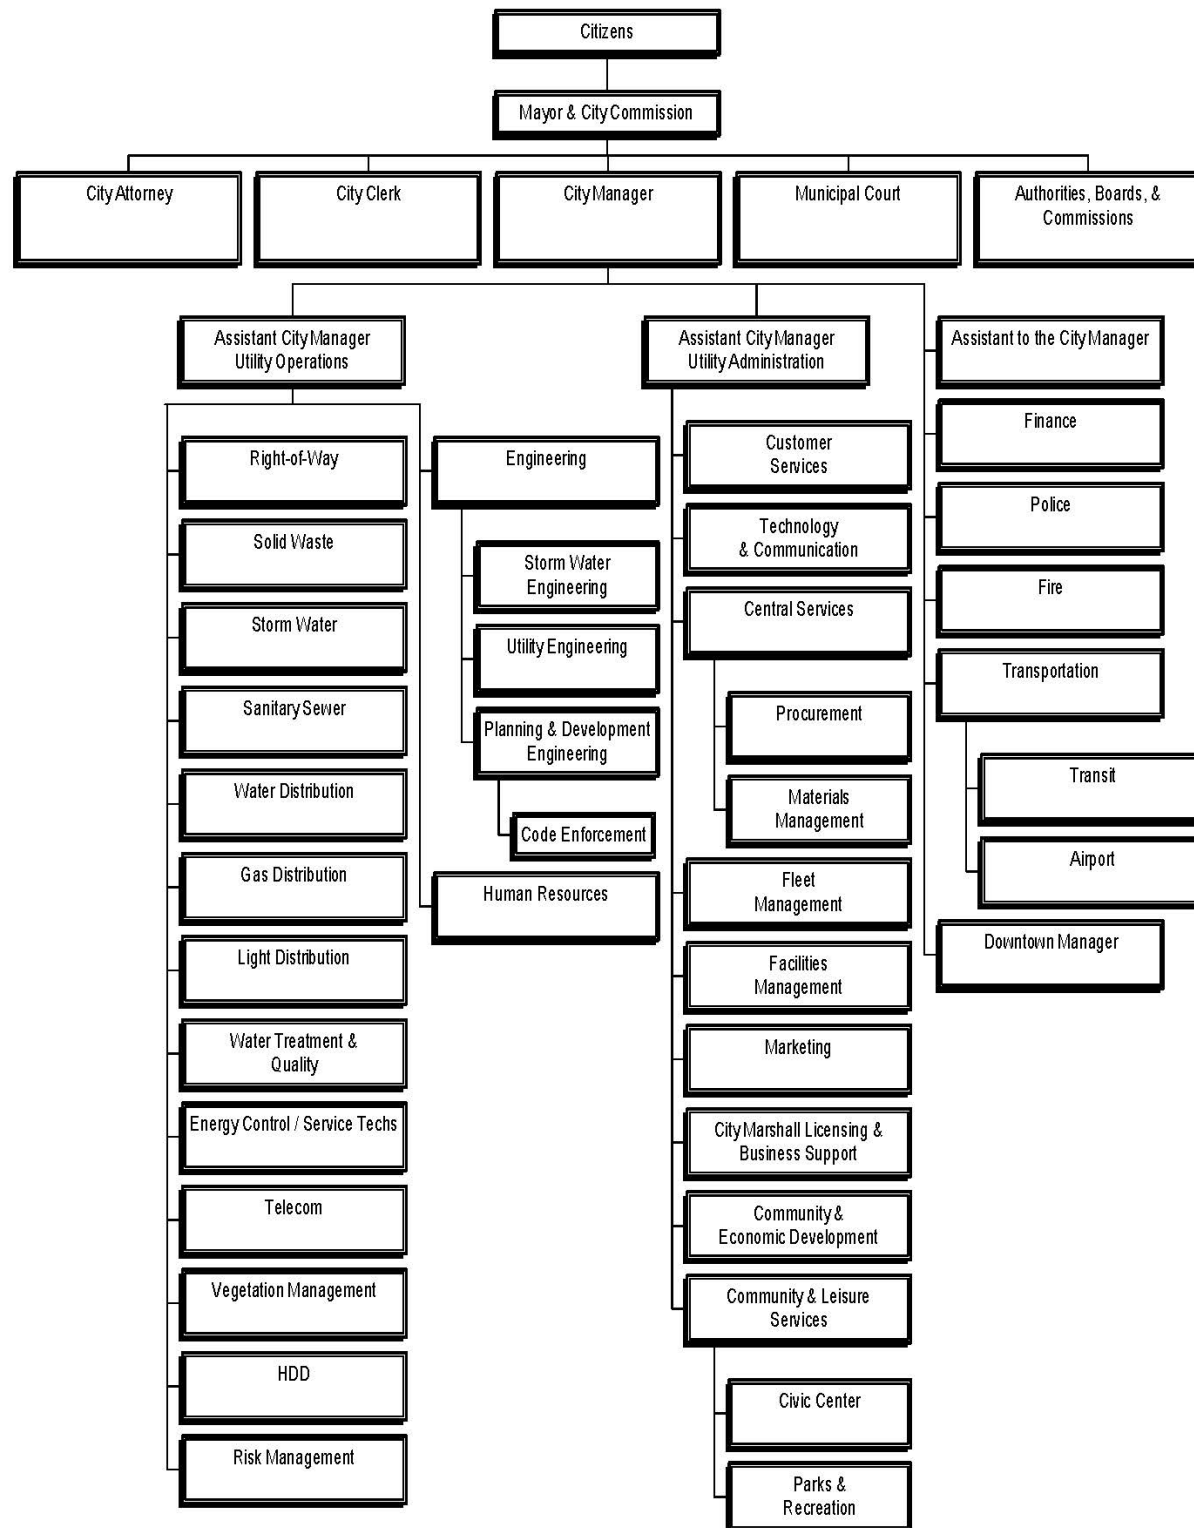 Citizens
Mayor & City Commission
City Attorney
City Clerk
City Manager
Municipal Court
Authorities, Boards, &
Commissions
Assistant City Manager
Utility Operations
Right-of-Way
Solid Waste
Storm Water
Sanitary Sewer
Water Distribution
Gas Distribution
Light Distribution
Water Treatment &
Quality
Energy Control / Service Techs
Telecom
Vegetation Management
HDD
Risk Management
Engineering
Storm Water
Engineering
Utility Engineering
Planning & Development
Engineering
Code Enforcement
Human Resources
Assistant City Manager
Utility Administration
Customer
Services
Technology
& Communication
Central Services
Procurement
Materials
Management
Fleet
Management
Facilities
Management
Marketing
City Marshall Licensing &
Business Support
Community &
Economic Development
Community & Leisure
Services
Civic Center
Parks &
Recreation
Assistant to the City Manager
Finance
Police
Fire
Transportation
Transit
Airport
Downtown Manager